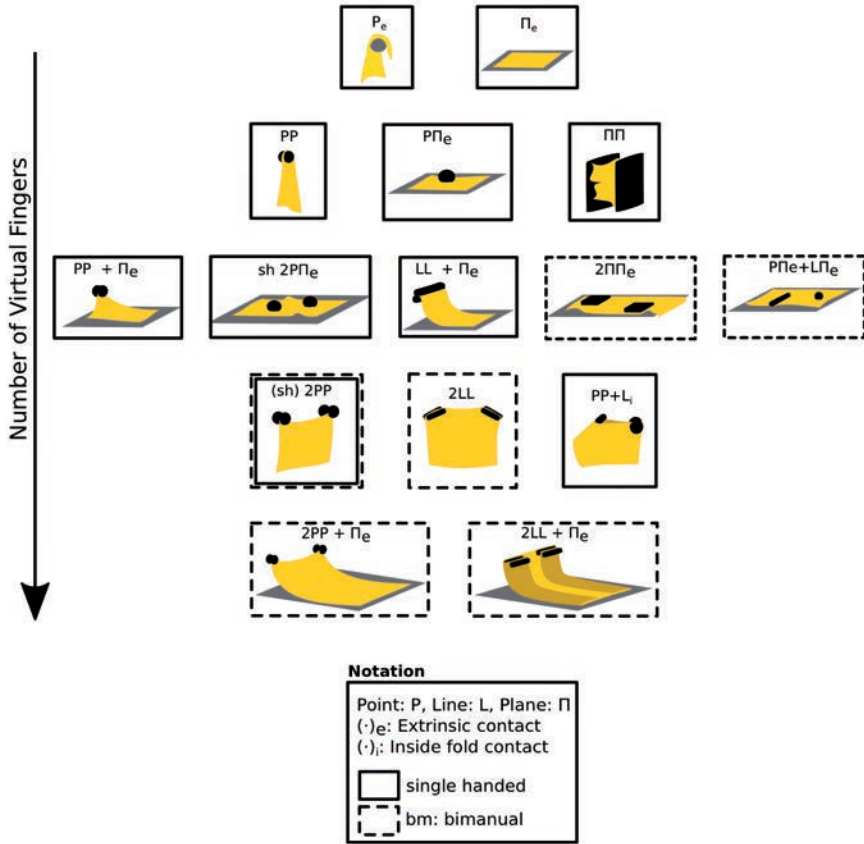 Pₑ
Πₑ
PP
PΠe
ΠΠ
PP + Πe
sh 2PΠe
LL + Πe
2ΠΠe
PΠe+LΠe
(sh) 2PP
2LL
PP+Lᵢ
2PP + Πe
2LL + Πe
Number of Virtual Fingers
Notation
Point: P, Line: L, Plane: Π
(·)e: Extrinsic contact
(·)i: Inside fold contact
single handed
bm: bimanual